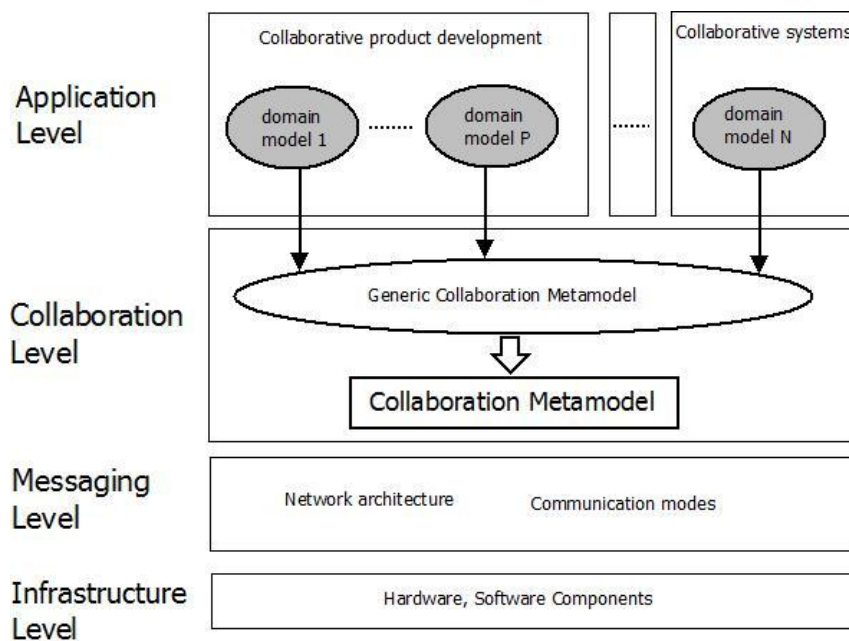 Collaborative product development
Collaborative systems
Application
Level
domain
model 1
........
domain
model P
......
domain
model N
Collaboration
Level
Generic Collaboration Metamodel
Collaboration Metamodel
Messaging
Level
Network architecture
Communication modes
Infrastructure
Level
Hardware, Software Components